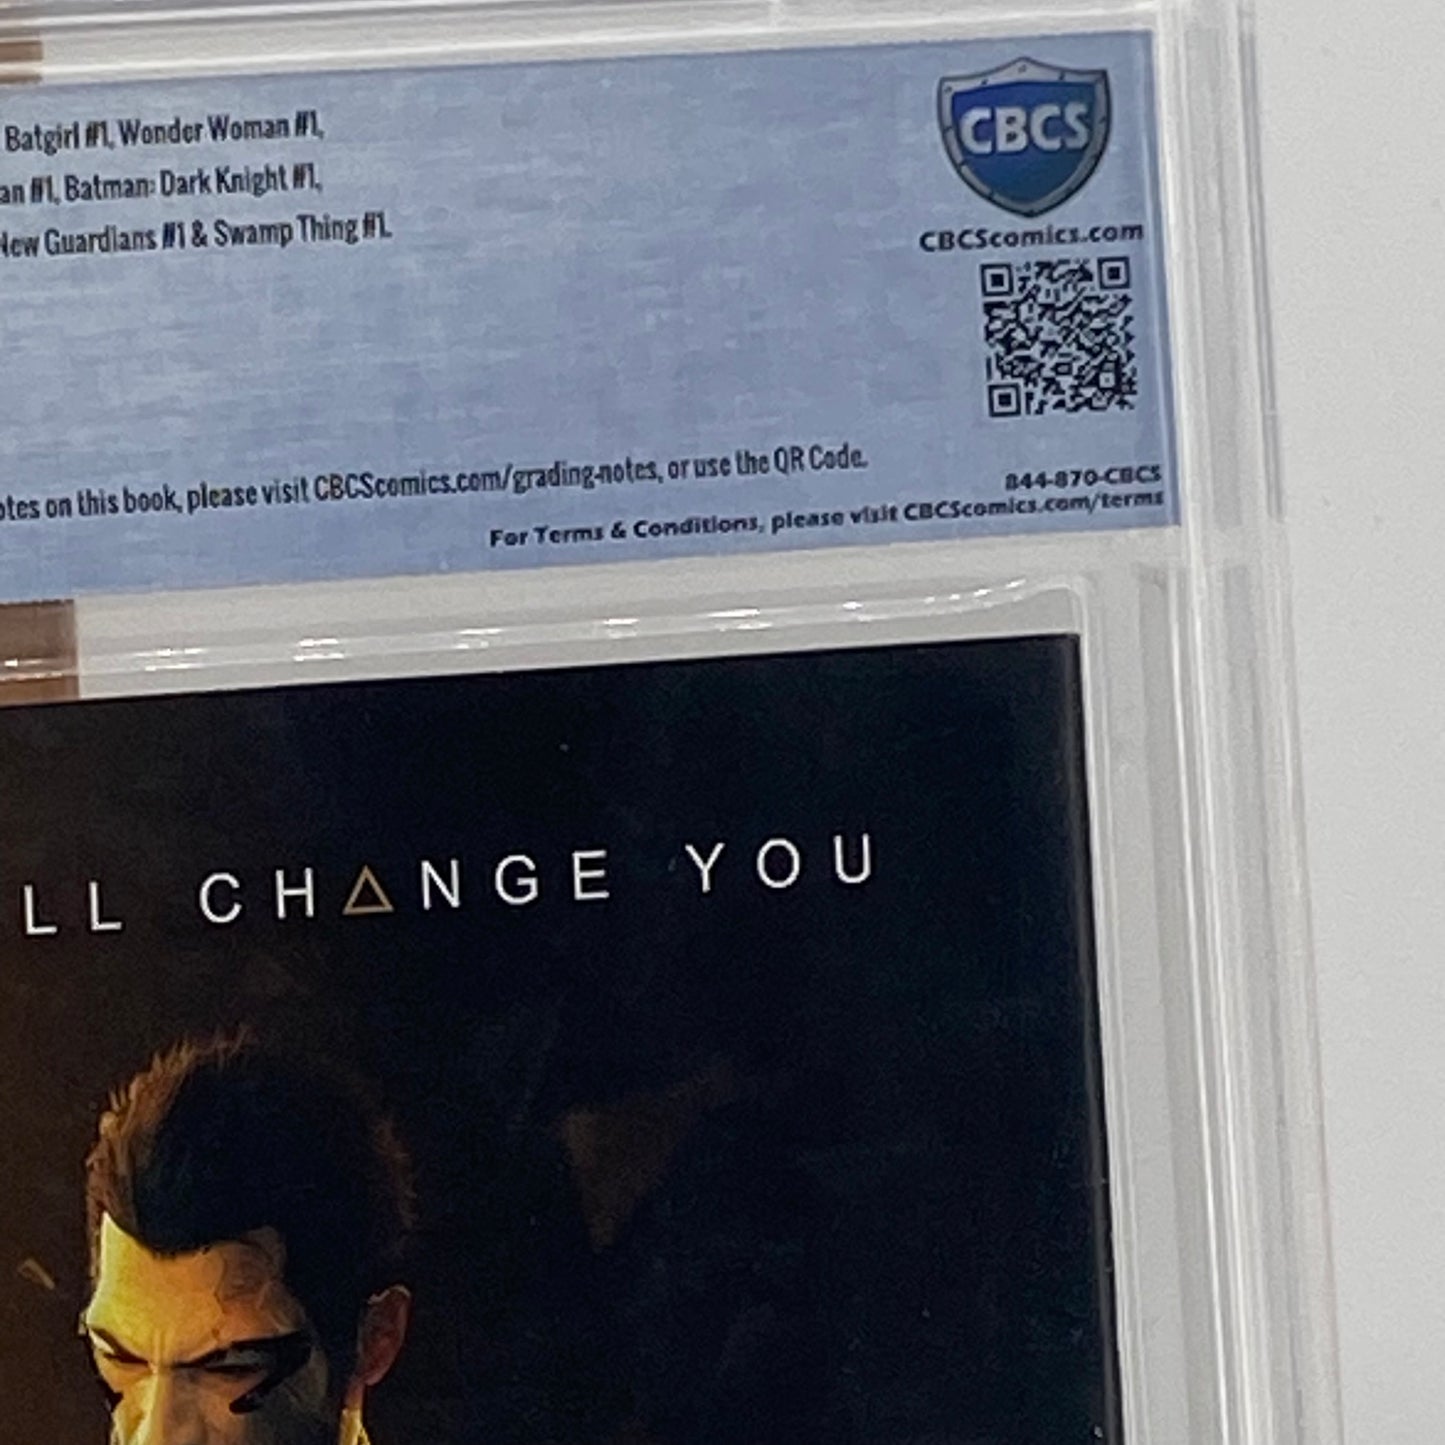 Batgirl #1, Wonder Woman #1,
an #1, Batman: Dark Knight #1,
New Guardians #1 & Swamp Thing #1.
CBCS
CBCScomics.com
otes on this book, please visit CBCScomics.com/grading-notes, or use the QR Code.
844-870-CBCS
For Terms & Conditions, please visit CBCScomics.com/terms
LL CHΔNGE YOU